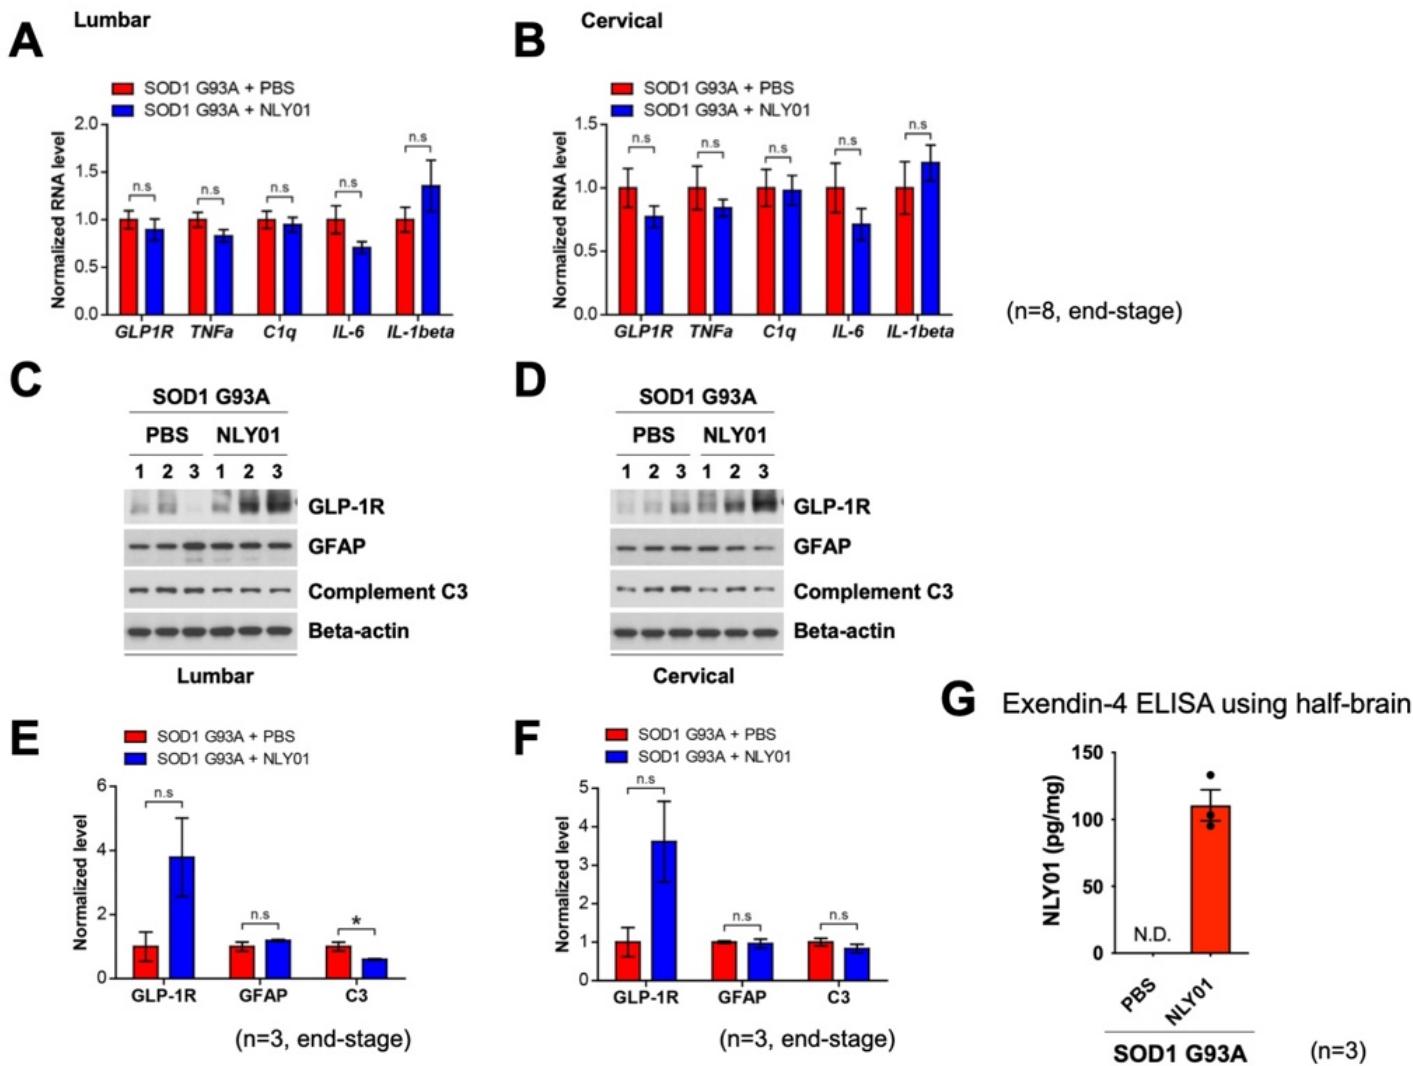 A
Lumbar
SOD1 G93A + PBS
SOD1 G93A + NLY01
Normalized RNA level
2.0
1.5
1.0
0.5
0.0
n.s
n.s
n.s
n.s
n.s
GLP1R TNFa C1q IL-6 IL-1beta
B
Cervical
SOD1 G93A + PBS
SOD1 G93A + NLY01
Normalized RNA level
1.5
1.0
0.5
0.0
n.s
n.s
n.s
n.s
n.s
GLP1R TNFa C1q IL-6 IL-1beta
(n=8, end-stage)
C
SOD1 G93A
PBS NLY01
1 2 3 1 2 3
GLP-1R
GFAP
Complement C3
Beta-actin
Lumbar
D
SOD1 G93A
PBS NLY01
1 2 3 1 2 3
GLP-1R
GFAP
Complement C3
Beta-actin
Cervical
E
SOD1 G93A + PBS
SOD1 G93A + NLY01
Normalized level
6
4
2
0
n.s
n.s
*
GLP-1R GFAP C3
(n=3, end-stage)
F
SOD1 G93A + PBS
SOD1 G93A + NLY01
Normalized level
5
4
3
2
1
0
n.s
n.s
n.s
GLP-1R GFAP C3
(n=3, end-stage)
G
Exendin-4 ELISA using half-brain
NLY01 (pg/mg)
150
100
50
0
N.D.
PBS NLY01
SOD1 G93A
(n=3)